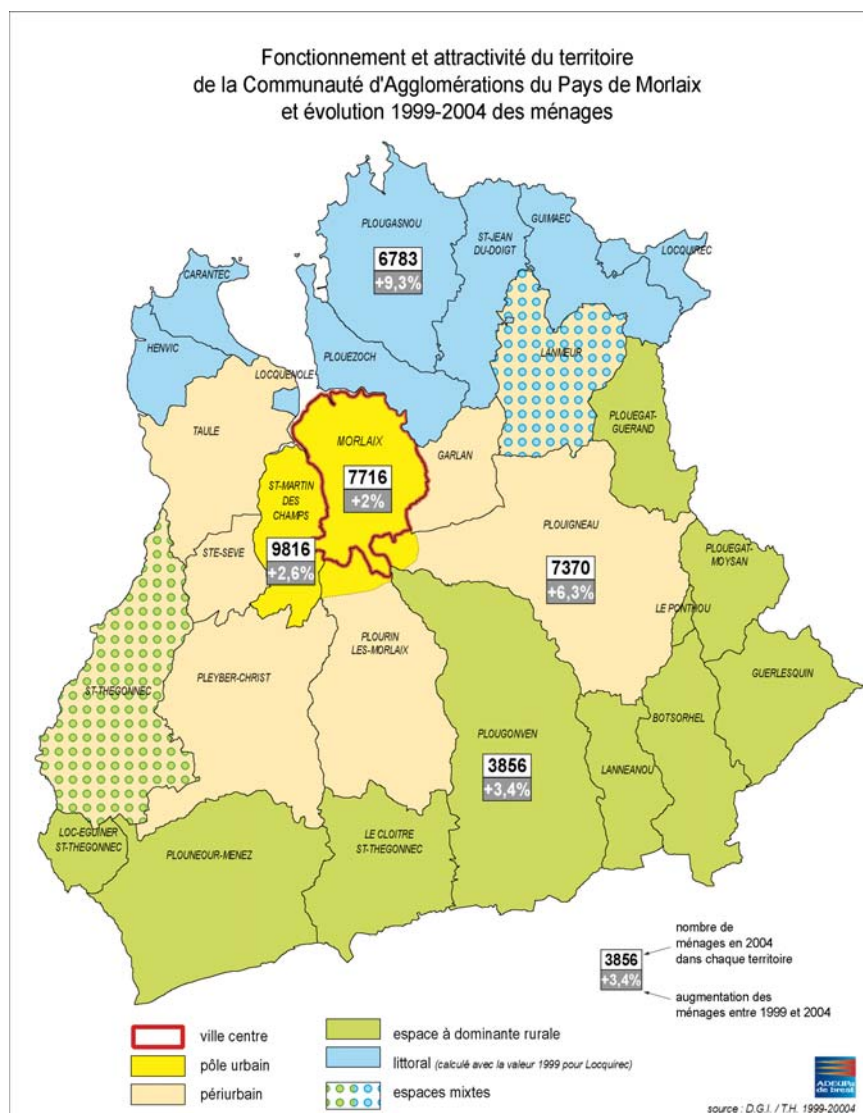 Fonctionnement et attractivité du territoire
de la Communauté d'Agglomérations du Pays de Morlaix
et évolution 1999-2004 des ménages
PLOUGASNOU
6783
+9,3%
ST-JEAN
DU-DOIGT
GUIMAEC
LOCQUIREC
CARANTEC
HENVIC
LOCQUENOLE
PLOUEZOCH
LANMEUR
TAULE
MORLAIX
7716
+2%
GARLAN
PLOUEGAT-
GUERAND
ST-MARTIN
DES
CHAMPS
9816
+2,6%
STE-SEVE
PLOUIGNEAU
7370
+6,3%
PLOUEGAT-
MOYSAN
LE PONTHOU
ST-THEGONNEC
PLEYBER-CHRIST
PLOURIN
LES-MORLAIX
GUERLESQUIN
BOTSORHEL
PLOUGONVEN
3856
+3,4%
LANNEANOU
LOC-EGUINER
ST-THEGONNEC
PLOUNEOUR-MENEZ
LE CLOITRE
ST-THEGONNEC
nombre de
ménages en 2004
dans chaque territoire
3856
+3,4%
augmentation des
ménages entre 1999 et 2004
ville centre
pôle urbain
périurbain
espace à dominante rurale
littoral (calculé avec la valeur 1999 pour Locquirec)
espaces mixtes
ADEUPa
de brest
source : D.G.I. / T.H. 1999-20004